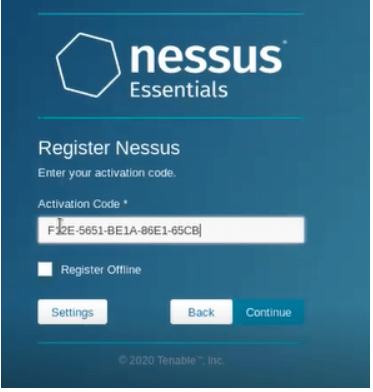 nessus
Essentials
Register Nessus
Enter your activation code.
Activation Code *
Register Offline
Settings
Back
Continue
© 2020 Tenable™, Inc.